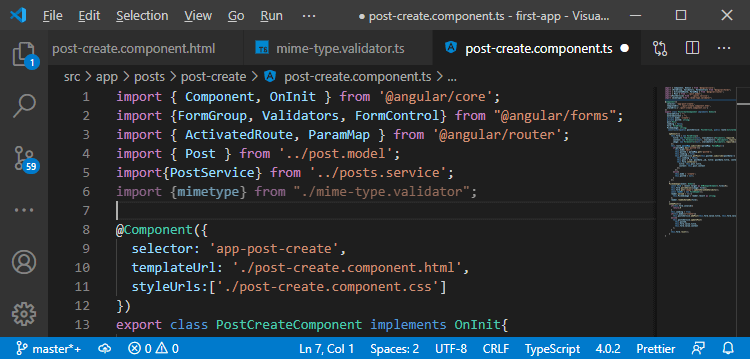 File Edit Selection View Go Run ··· ● post-create.component.ts - first-app - Visua...
post-create.component.html TS mime-type.validator.ts post-create.component.ts ● ···
src > app > posts > post-create > post-create.component.ts > ...
1 import { Component, OnInit } from '@angular/core';
2 import {FormGroup, Validators, FormControl} from "@angular/forms";
3 import { ActivatedRoute, ParamMap } from '@angular/router';
4 import { Post } from '../post.model';
5 import{PostService} from '../posts.service';
6 import {mimetype} from "./mime-type.validator";
7
8 @Component({
9 selector: 'app-post-create',
10 templateUrl: './post-create.component.html',
11 styleUrls:['./post-create.component.css']
12 })
13 export class PostCreateComponent implements OnInit{
1
59
master*+ 0 0 Ln 7, Col 1 Spaces: 2 UTF-8 CRLF TypeScript 4.0.2 Prettier